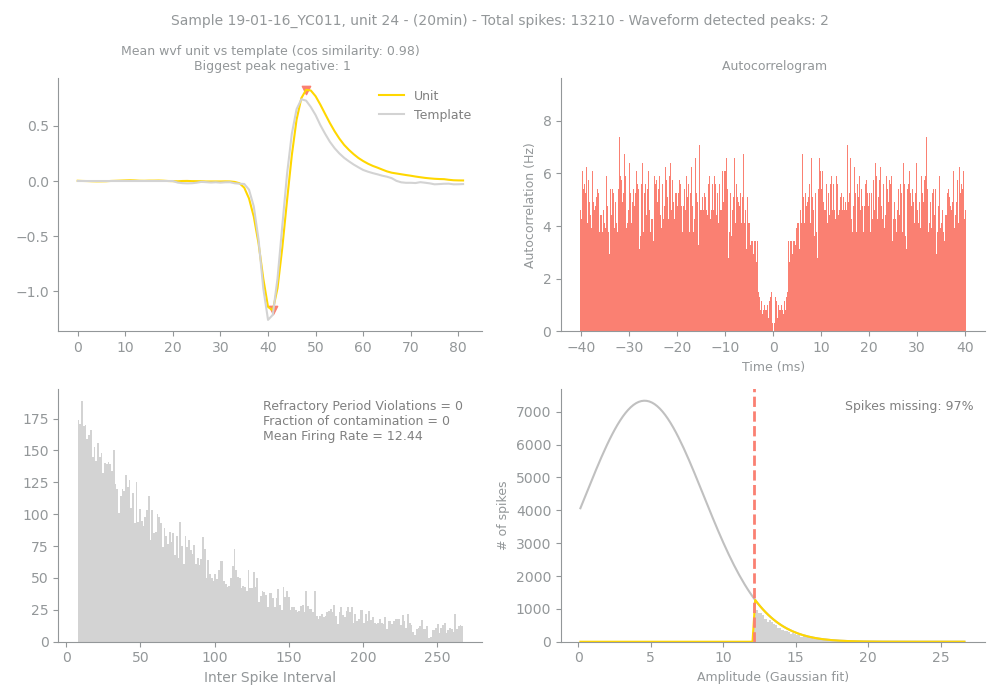 Sample 19-01-16_YC011, unit 24 - (20min) - Total spikes: 13210 - Waveform detected peaks: 2
Mean wvf unit vs template (cos similarity: 0.98)
Biggest peak negative: 1
Unit
Template
0.5
0.0
−0.5
−1.0
0 10 20 30 40 50 60 70 80
Autocorrelogram
Autocorrelation (Hz)
8
6
4
2
0
−40 −30 −20 −10 0 10 20 30 40
Time (ms)
Refractory Period Violations = 0
Fraction of contamination = 0
Mean Firing Rate = 12.44
175
150
125
100
75
50
25
0
0 50 100 150 200 250
Inter Spike Interval
Spikes missing: 97%
# of spikes
7000
6000
5000
4000
3000
2000
1000
0
0 5 10 15 20 25
Amplitude (Gaussian fit)